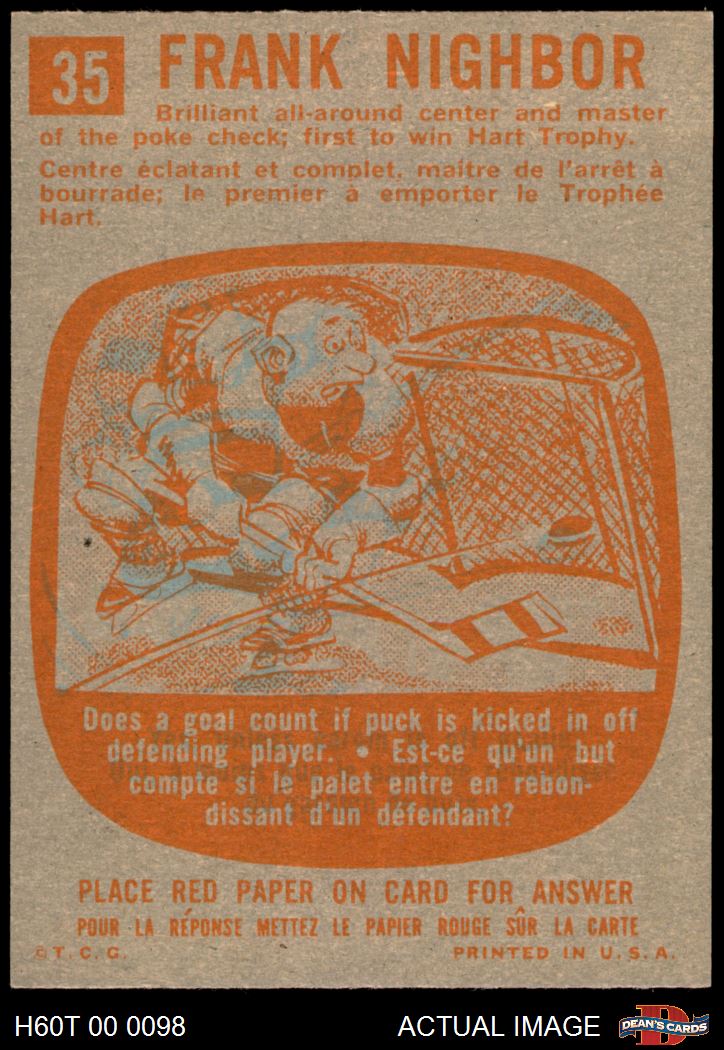 35
FRANK NIGHBOR
Brilliant all-around center and master
of the poke check; first to win Hart Trophy.
Centre éclatant et complet, maître de l'arrêt à
bourrade; le premier à emporter le Trophée
Hart.
Does a goal count if puck is kicked in off
defending player. • Est-ce qu'un but
compte si le palet entre en rebon-
dissant d'un défendant?
PLACE RED PAPER ON CARD FOR ANSWER
POUR LA RÉPONSE METTEZ LE PAPIER ROUGE SÛR LA CARTE
©T.C.G. PRINTED IN U.S.A.
H60T 00 0098 ACTUAL IMAGE
D
DEAN'S CARDS